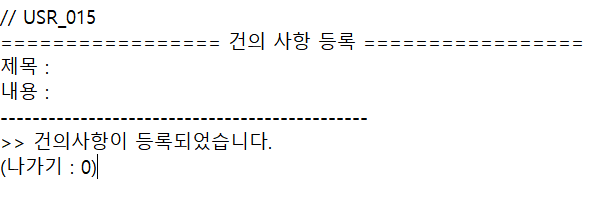 // USR_015
================= 건의 사항 등록 =================
제목 :
내용 :
----------------------------------------------
>> 건의사항이 등록되었습니다.
(나가기 : 0)